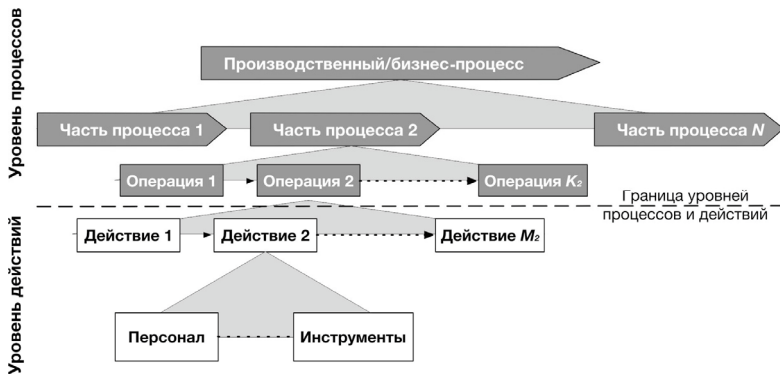 Уровень процессов
Производственный/бизнес-процесс
Часть процесса 1
Часть процесса 2
Часть процесса N
Операция 1
Операция 2
Операция K₂
Граница уровней
процессов и действий
Уровень действий
Действие 1
Действие 2
Действие M₂
Персонал
Инструменты